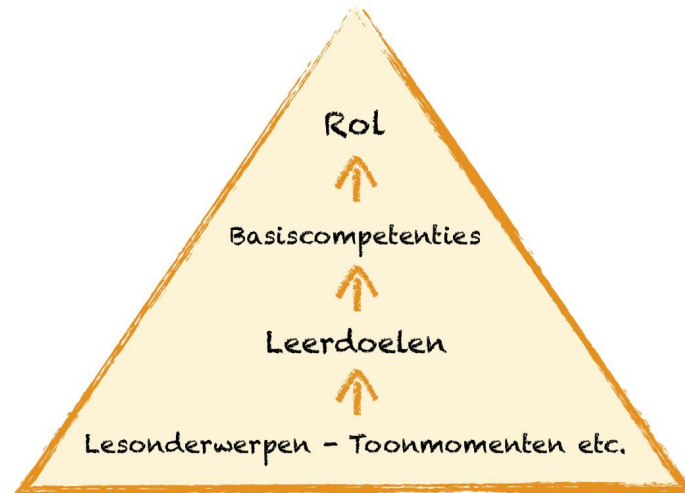 Rol
Basiscompetenties
Leerdoelen
Lesonderwerpen - Toonmomenten etc.